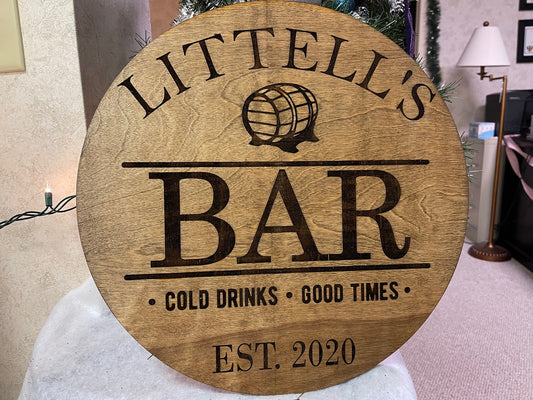 LITTELL'S
BAR
• COLD DRINKS • GOOD TIMES •
EST. 2020